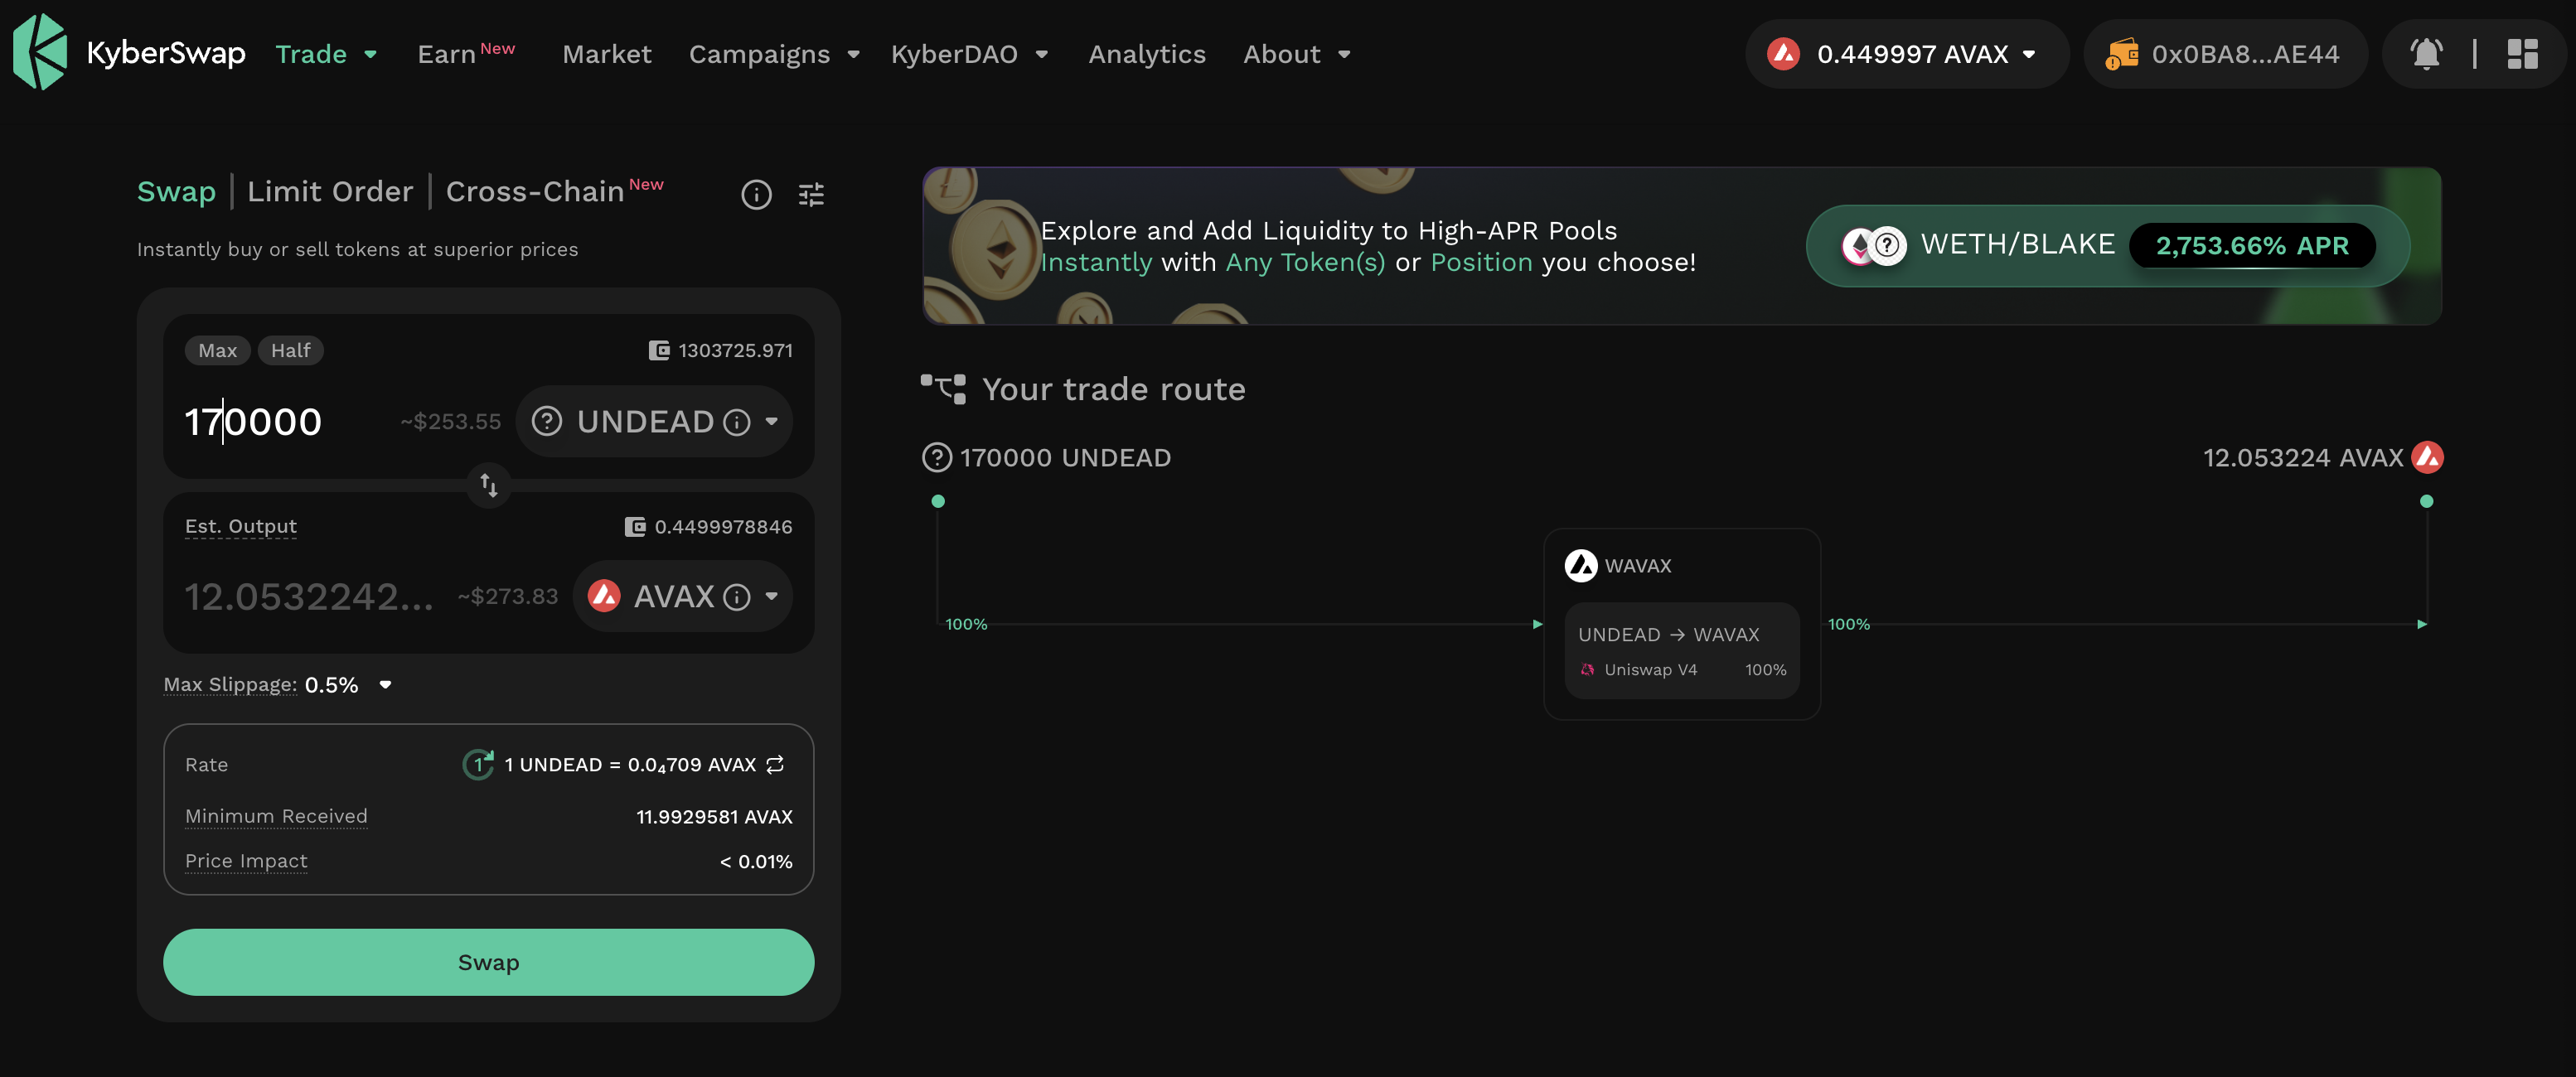 KyberSwap Trade Earn New Market Campaigns KyberDAO Analytics About 0.449997 AVAX 0x0BA8...AE44
Swap | Limit Order | Cross-Chain New
Instantly buy or sell tokens at superior prices
Max Half 1303725.971
170000 ~$253.55 UNDEAD
Est. Output 0.4499978846
12.0532242... ~$273.83 AVAX
Max Slippage: 0.5%
Rate 1 1 UNDEAD = 0.0₄709 AVAX
Minimum Received 11.9929581 AVAX
Price Impact < 0.01%
Swap
Explore and Add Liquidity to High-APR Pools
Instantly with Any Token(s) or Position you choose!
WETH/BLAKE 2,753.66% APR
Your trade route
170000 UNDEAD 12.053224 AVAX
WAVAX
100% 100%
UNDEAD → WAVAX
Uniswap V4 100%